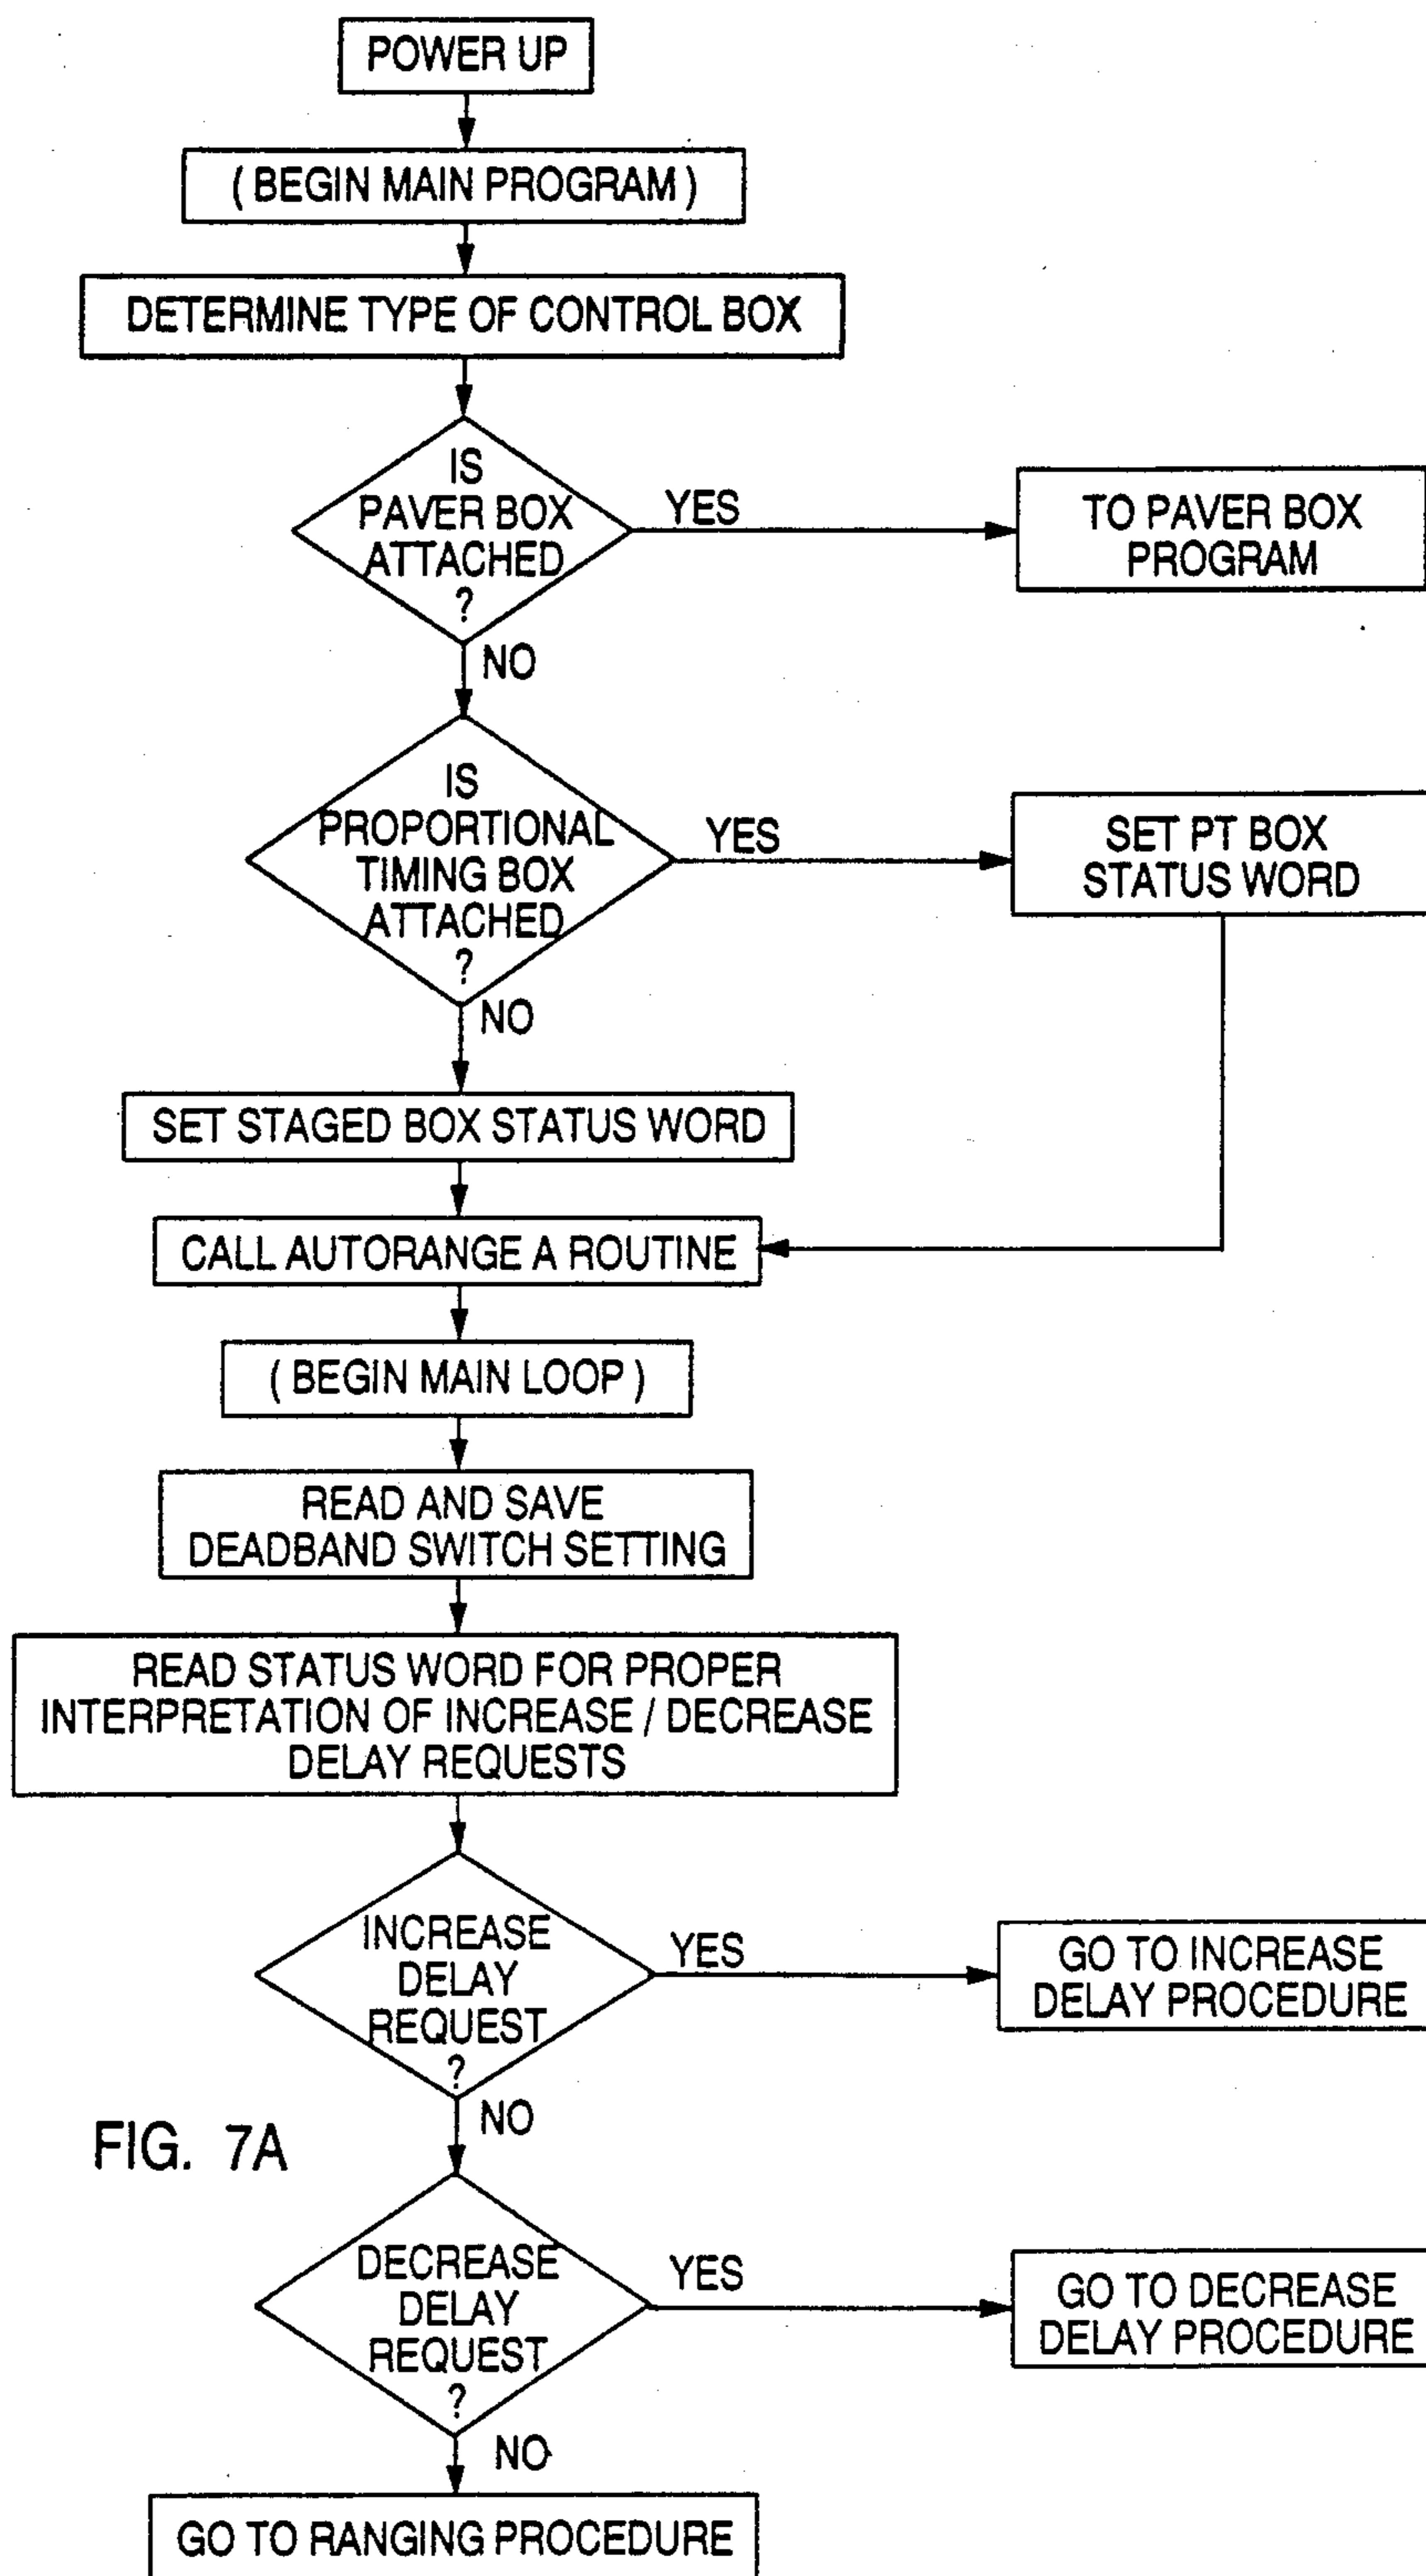 POWER UP
( BEGIN MAIN PROGRAM )
DETERMINE TYPE OF CONTROL BOX
IS
PAVER BOX
ATTACHED
?
YES
TO PAVER BOX
PROGRAM
NO
IS
PROPORTIONAL
TIMING BOX
ATTACHED
?
YES
SET PT BOX
STATUS WORD
NO
SET STAGED BOX STATUS WORD
CALL AUTORANGE A ROUTINE
( BEGIN MAIN LOOP )
READ AND SAVE
DEADBAND SWITCH SETTING
READ STATUS WORD FOR PROPER
INTERPRETATION OF INCREASE / DECREASE
DELAY REQUESTS
INCREASE
DELAY
REQUEST
?
YES
GO TO INCREASE
DELAY PROCEDURE
NO
FIG. 7A
DECREASE
DELAY
REQUEST
?
YES
GO TO DECREASE
DELAY PROCEDURE
NO
GO TO RANGING PROCEDURE